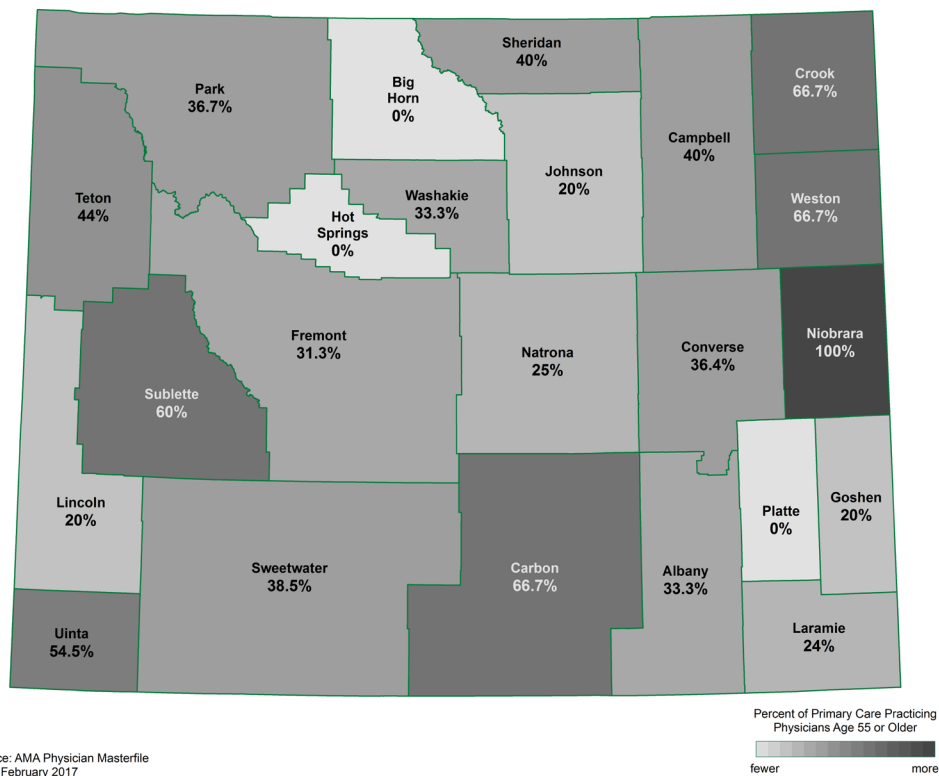 Sheridan
40%
Park
36.7%
Big
Horn
0%
Crook
66.7%
Campbell
40%
Johnson
20%
Teton
44%
Washakie
33.3%
Weston
66.7%
Hot
Springs
0%
Fremont
31.3%
Natrona
25%
Converse
36.4%
Niobrara
100%
Sublette
60%
Lincoln
20%
Platte
0%
Goshen
20%
Sweetwater
38.5%
Carbon
66.7%
Albany
33.3%
Uinta
54.5%
Laramie
24%
Percent of Primary Care Practicing
Physicians Age 55 or Older
fewer more
ce: AMA Physician Masterfile
February 2017